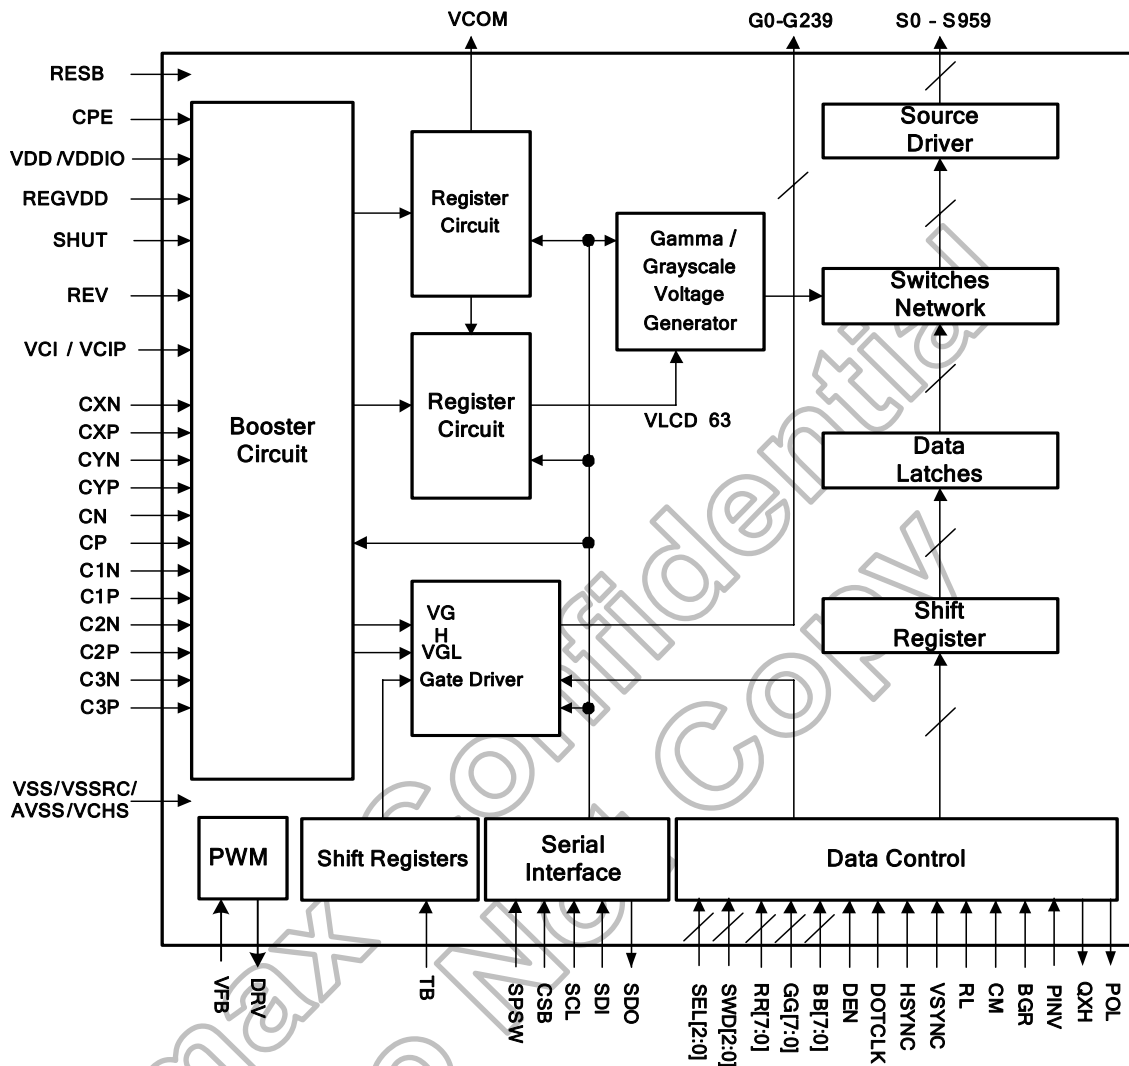 VCOM
G0-G239
S0 - S959
RESB
CPE
VDD /VDDIO
REGVDD
SHUT
REV
VCI / VCIP
CXN
CXP
CYN
CYP
CN
CP
C1N
C1P
C2N
C2P
C3N
C3P
VSS/VSSRC/
AVSS/VCHS
Booster
Circuit
Register
Circuit
Register
Circuit
Gamma /
Grayscale
Voltage
Generator
VLCD 63
VG
H
VGL
Gate Driver
Source
Driver
Switches
Network
Data
Latches
Shift
Register
PWM
Shift Registers
Serial
Interface
Data Control
VFB
DRV
TB
SPSW
CSB
SCL
SDI
SDO
SEL[2:0]
SWD[2:0]
RR[7:0]
GG[7:0]
BB[7:0]
DEN
DOTCLK
HSYNC
VSYNC
RL
CM
BGR
PINV
QXH
POL
max Confidential
Not Copy